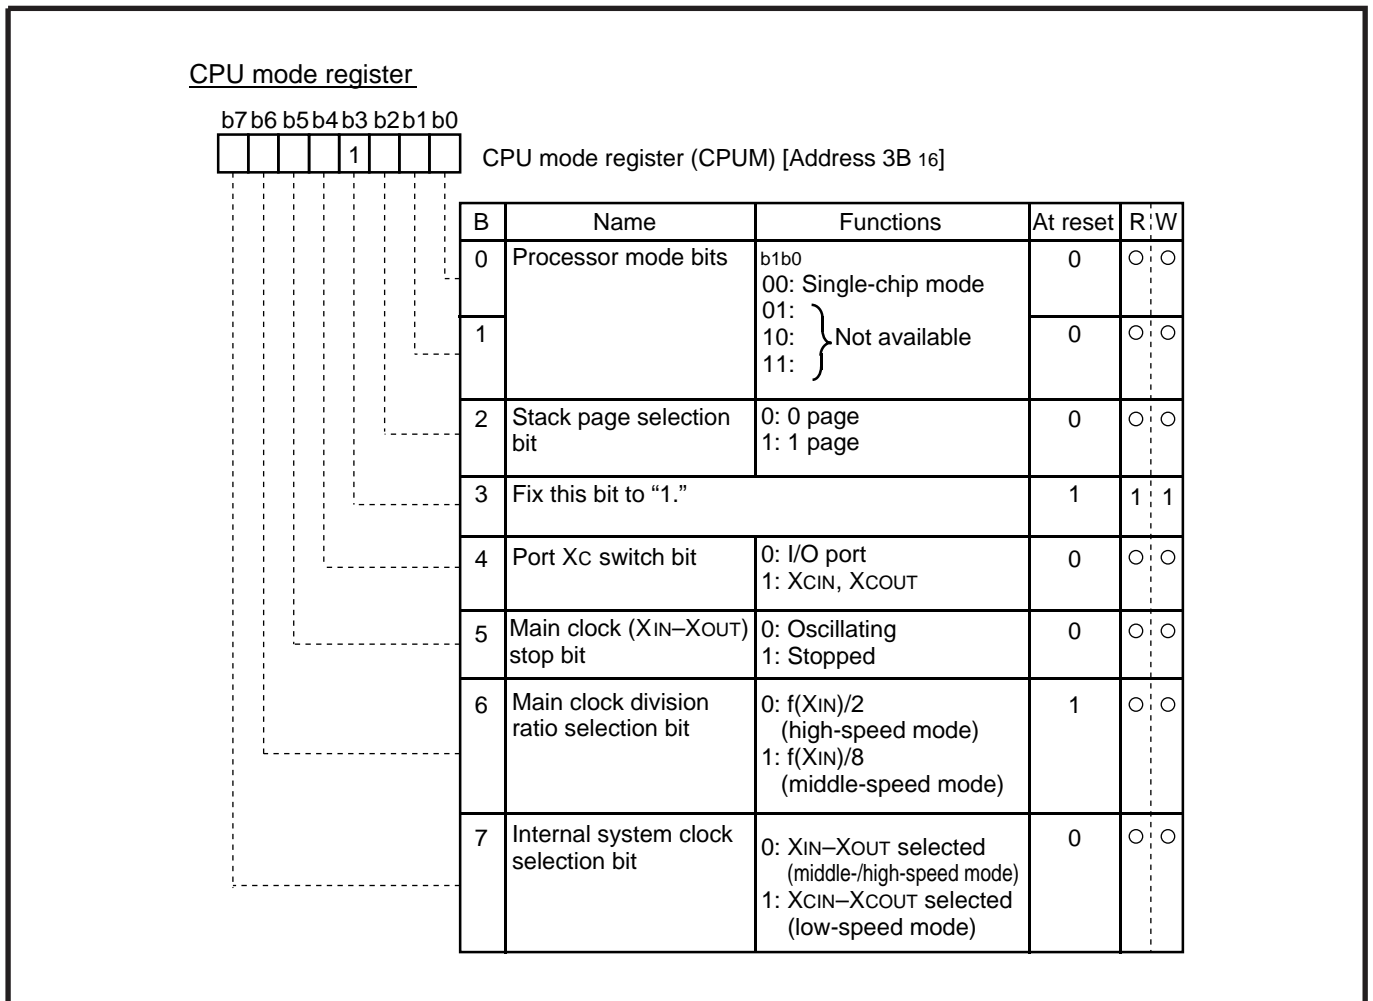 CPU mode register
b7 b6 b5 b4 b3 b2 b1 b0
1
CPU mode register (CPUM) [Address 3B 16]
B Name Functions At reset R W
0 Processor mode bits b1b0 0 ○ ○
00: Single-chip mode
01:
1 10: Not available 0 ○ ○
11:
2 Stack page selection 0: 0 page 0 ○ ○
bit 1: 1 page
3 Fix this bit to “1.” 1 1 1
4 Port XC switch bit 0: I/O port 0 ○ ○
1: XCIN, XCOUT
5 Main clock (XIN–XOUT) 0: Oscillating 0 ○ ○
stop bit 1: Stopped
6 Main clock division 0: f(XIN)/2 1 ○ ○
ratio selection bit (high-speed mode)
1: f(XIN)/8
(middle-speed mode)
7 Internal system clock 0: XIN–XOUT selected 0 ○ ○
selection bit (middle-/high-speed mode)
1: XCIN–XCOUT selected
(low-speed mode)